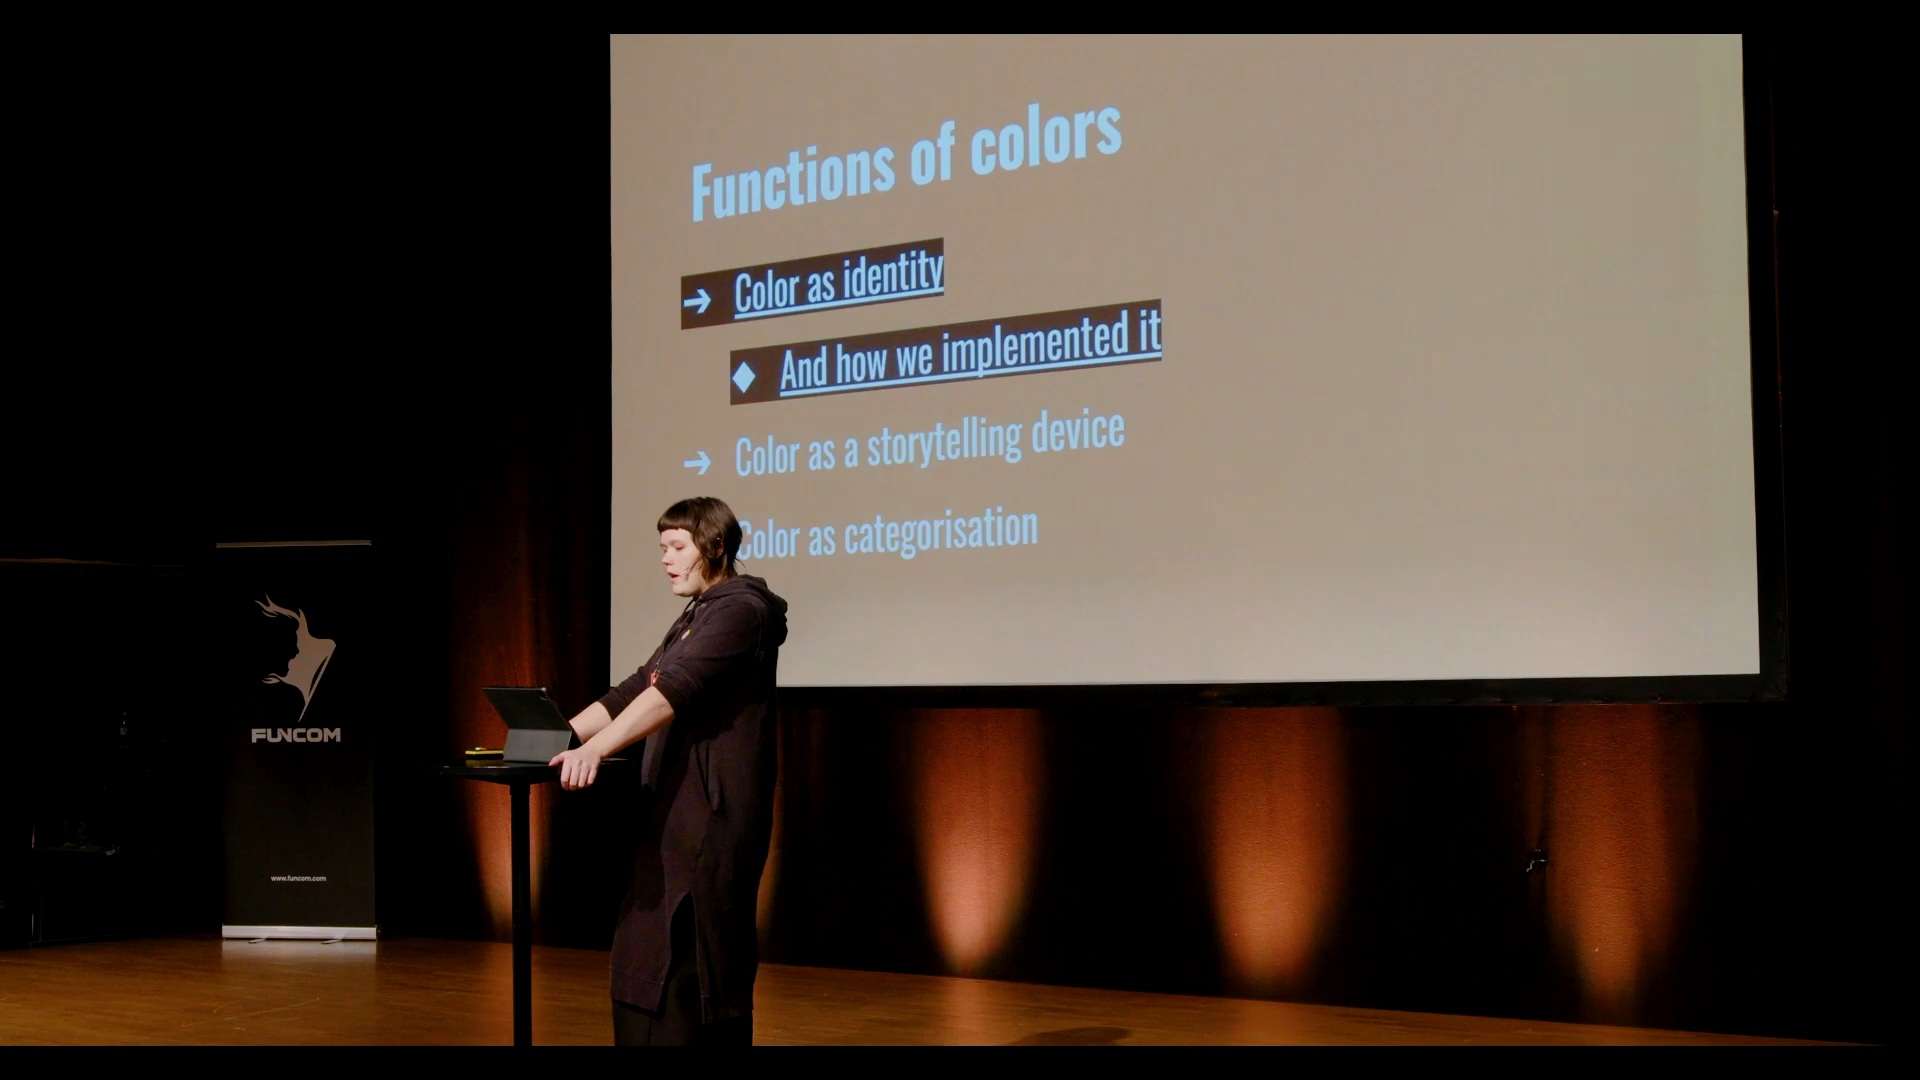 Functions of colors
→ Color as identity
◆ And how we implemented it
→ Color as a storytelling device
Color as categorisation
FUNCOM
www.funcom.com